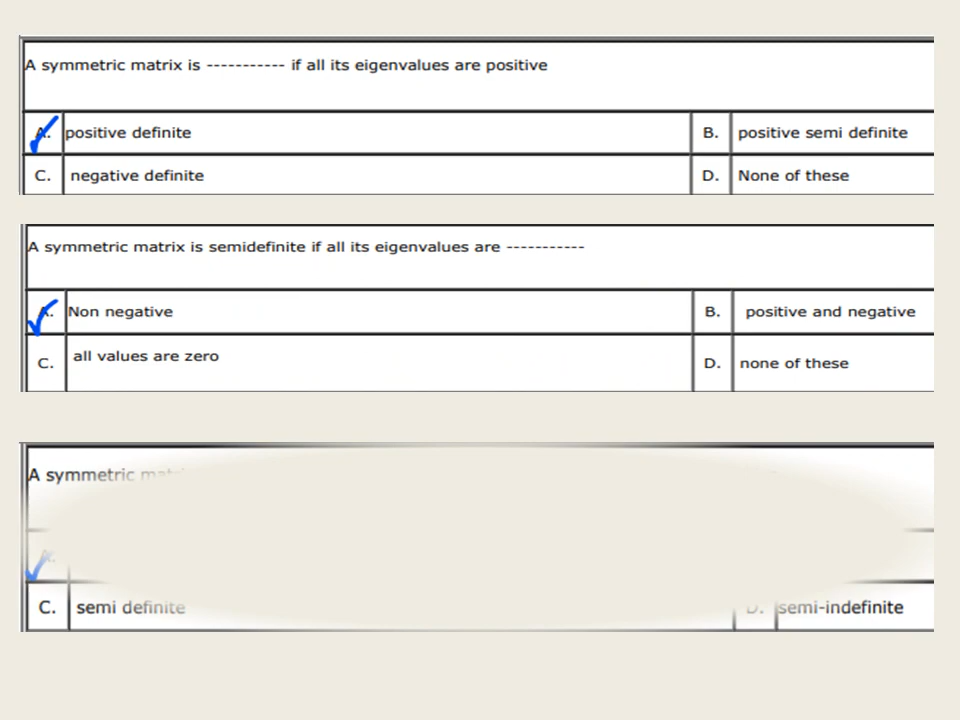 A symmetric matrix is ----------- if all its eigenvalues are positive
A. positive definite B. positive semi definite
C. negative definite D. None of these
A symmetric matrix is semidefinite if all its eigenvalues are -----------
A. Non negative B. positive and negative
C. all values are zero D. none of these
A symmetric
A.
C. semi definite D. semi-indefinite